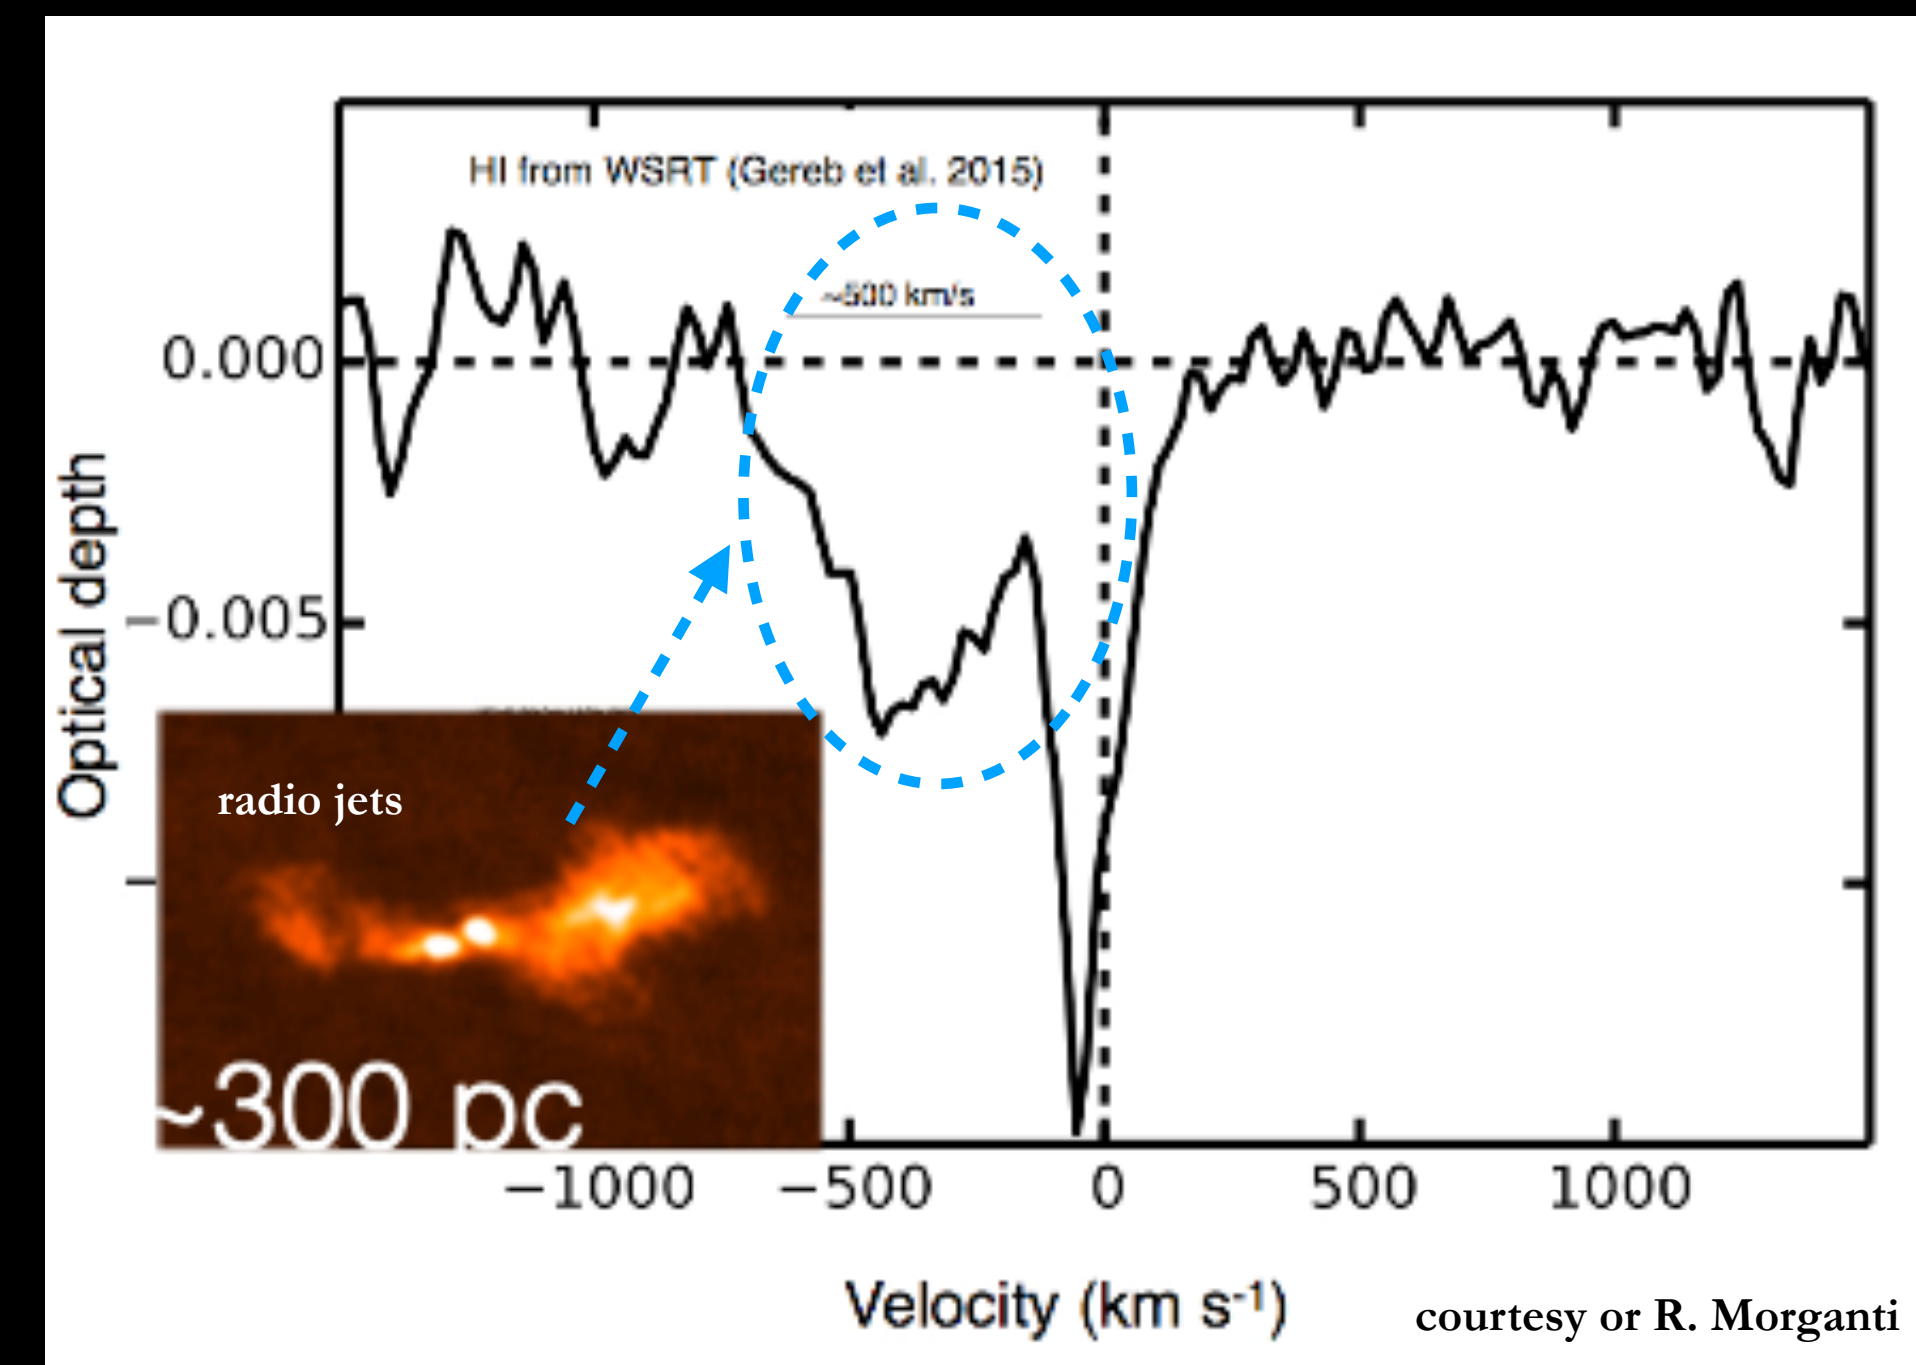 HI from WSRT (Gereb et al. 2015)
~500 km/s
0.000
−0.005
Optical depth
radio jets
~300 pc
−1000 −500 0 500 1000
Velocity (km s-1)
courtesy or R. Morganti